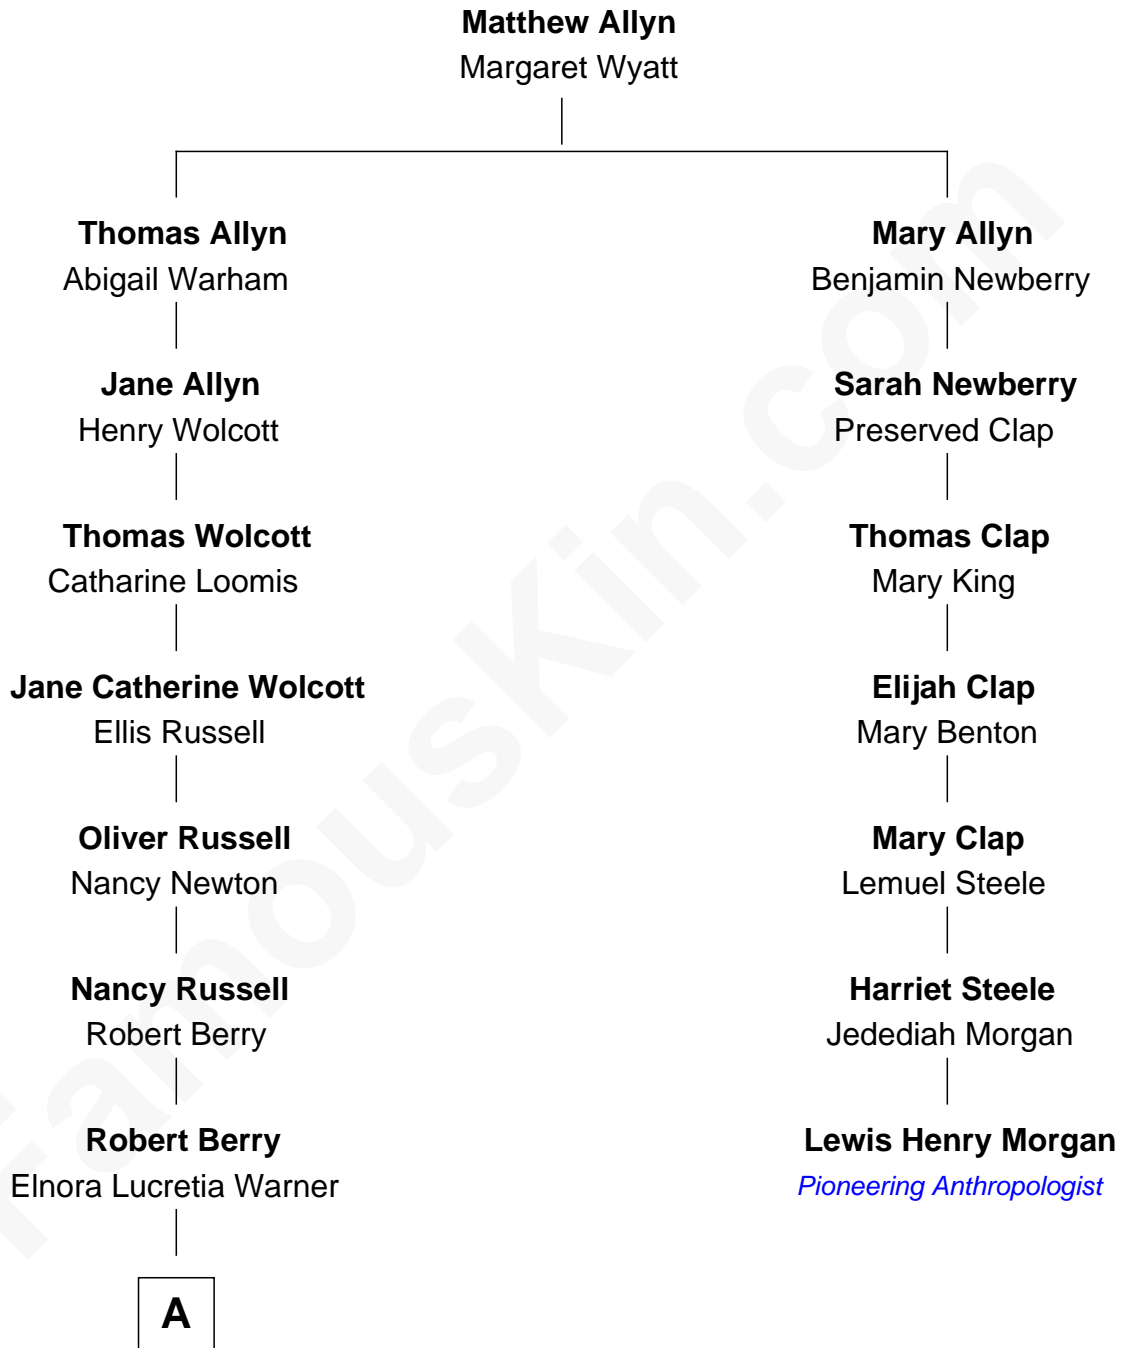 Matthew Allyn
Margaret Wyatt
Thomas Allyn
Abigail Warham
Mary Allyn
Benjamin Newberry
Jane Allyn
Henry Wolcott
Sarah Newberry
Preserved Clap
Thomas Wolcott
Catharine Loomis
Thomas Clap
Mary King
Jane Catherine Wolcott
Ellis Russell
Elijah Clap
Mary Benton
Oliver Russell
Nancy Newton
Mary Clap
Lemuel Steele
Nancy Russell
Robert Berry
Harriet Steele
Jedediah Morgan
Robert Berry
Elnora Lucretia Warner
Lewis Henry Morgan
Pioneering Anthropologist
A
FamousKin.com